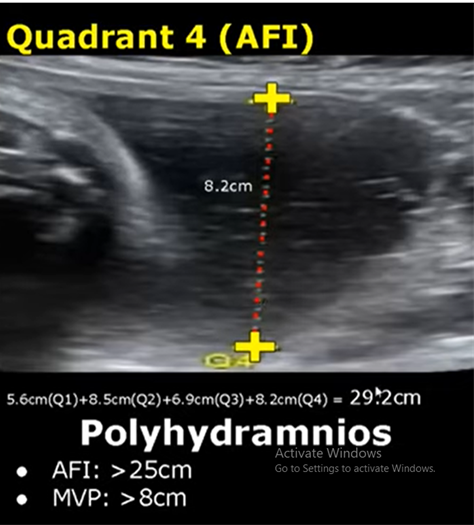 Quadrant 4 (AFI)
8.2cm
Q4
5.6cm(Q1)+8.5cm(Q2)+6.9cm(Q3)+8.2cm(Q4) = 29.2cm
Polyhydramnios
Activate Windows
• AFI: >25cm
Go to Settings to activate Windows.
• MVP: >8cm